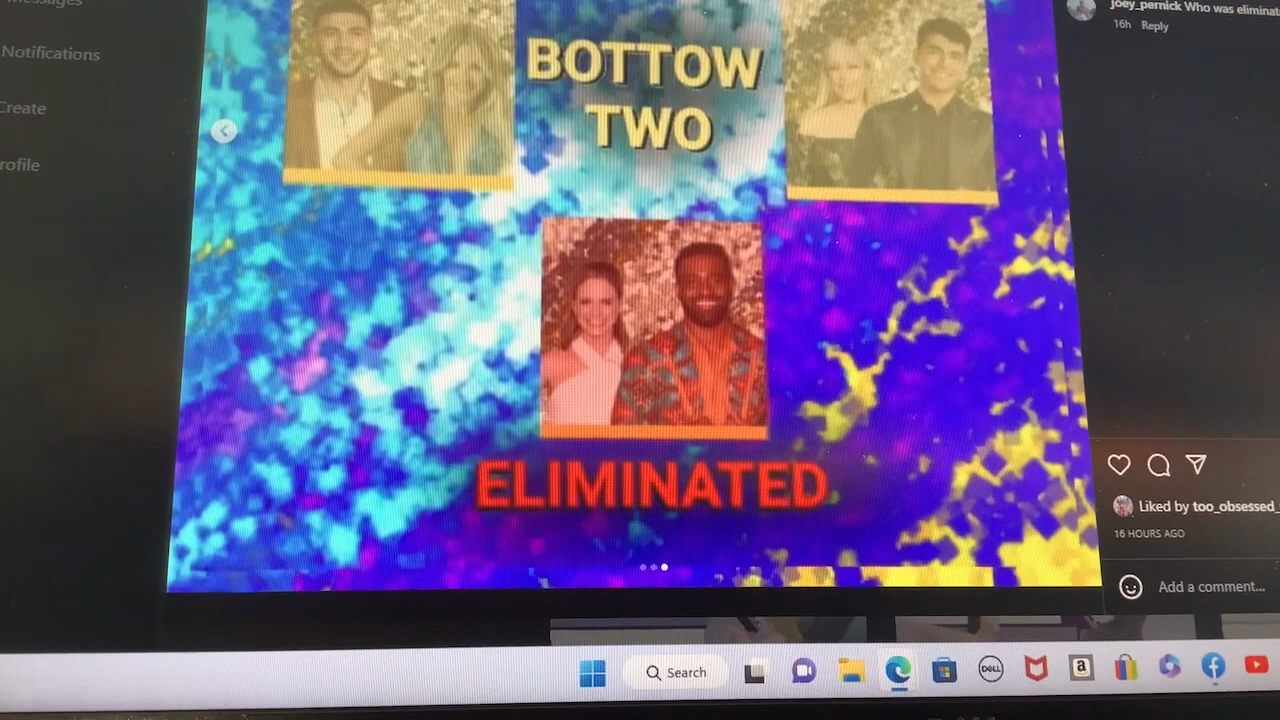 Messages
Notifications
Create
rofile
BOTTOW
TWO
ELIMINATED
joey_pernick Who was eliminat
16h Reply
Liked by too_obsessed_
16 HOURS AGO
Add a comment...
Search
DELL
a